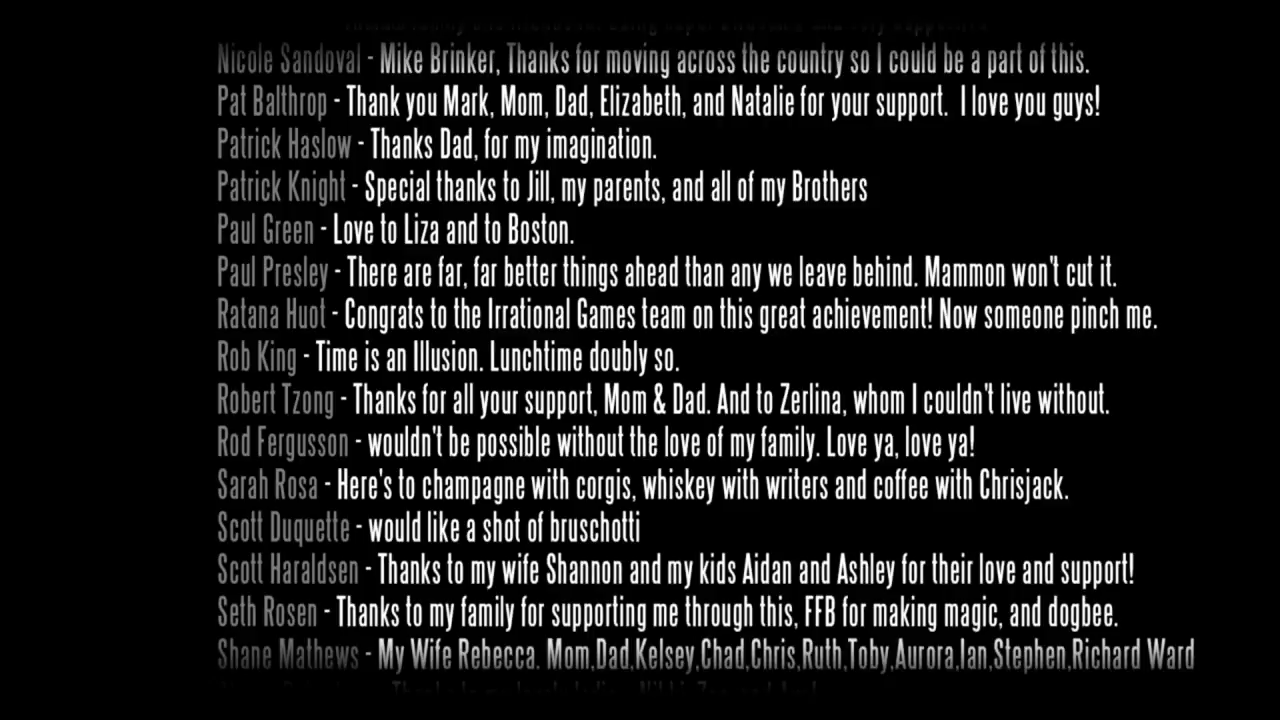 Nicole Sandoval - Mike Brinker, Thanks for moving across the country so I could be a part of this.
Pat Balthrop - Thank you Mark, Mom, Dad, Elizabeth, and Natalie for your support.  I love you guys!
Patrick Haslow - Thanks Dad, for my imagination.
Patrick Knight - Special thanks to Jill, my parents, and all of my Brothers
Paul Green - Love to Liza and to Boston.
Paul Presley - There are far, far better things ahead than any we leave behind. Mammon won't cut it.
Ratana Huot - Congrats to the Irrational Games team on this great achievement! Now someone pinch me.
Rob King - Time is an Illusion. Lunchtime doubly so.
Robert Tzong - Thanks for all your support, Mom & Dad. And to Zerlina, whom I couldn't live without.
Rod Fergusson - wouldn't be possible without the love of my family. Love ya, love ya!
Sarah Rosa - Here's to champagne with corgis, whiskey with writers and coffee with Chrisjack.
Scott Duquette - would like a shot of bruschotti
Scott Haraldsen - Thanks to my wife Shannon and my kids Aidan and Ashley for their love and support!
Seth Rosen - Thanks to my family for supporting me through this, FFB for making magic, and dogbee.
Shane Mathews - My Wife Rebecca. Mom,Dad,Kelsey,Chad,Chris,Ruth,Toby,Aurora,Ian,Stephen,Richard Ward